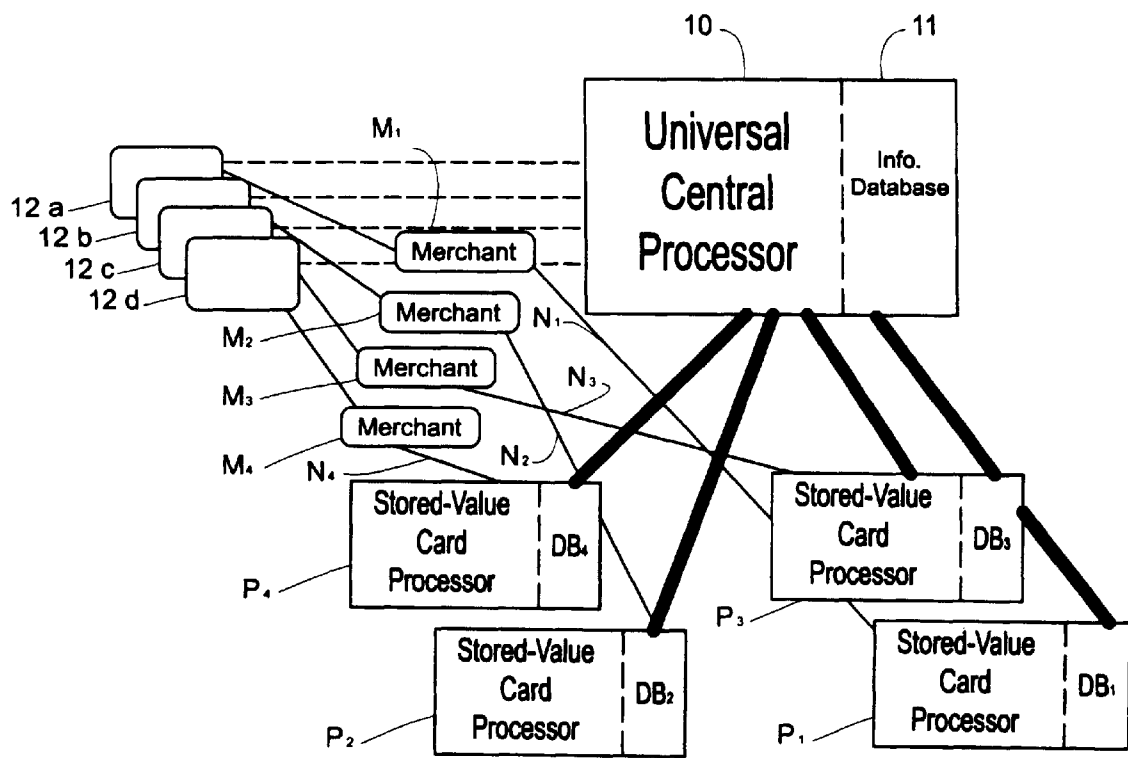 10
11
M₁
Universal
Central
Processor
Info.
Database
12 a
12 b
12 c
12 d
Merchant
M₂
Merchant
N₁
M₃
Merchant
N₃
M₄
Merchant
N₄
N₂
Stored-Value
Card
Processor
DB₄
P₄
Stored-Value
Card
Processor
DB₃
P₃
Stored-Value
Card
Processor
DB₂
P₂
Stored-Value
Card
Processor
DB₁
P₁